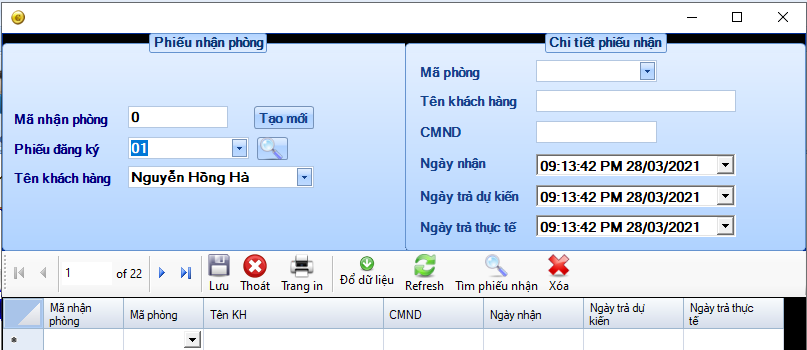 Phiếu nhận phòng
Mã nhận phòng 0 Tạo mới
Phiếu đăng ký 01
Tên khách hàng Nguyễn Hồng Hà
Chi tiết phiếu nhận
Mã phòng
Tên khách hàng
CMND
Ngày nhận 09:13:42 PM 28/03/2021
Ngày trả dự kiến 09:13:42 PM 28/03/2021
Ngày trả thực tế 09:13:42 PM 28/03/2021
1 of 22 Lưu Thoát Trang in Đổ dữ liệu Refresh Tìm phiếu nhận Xóa
Mã nhận phòng Mã phòng Tên KH CMND Ngày nhận Ngày trả dự kiến Ngày trả thực tế